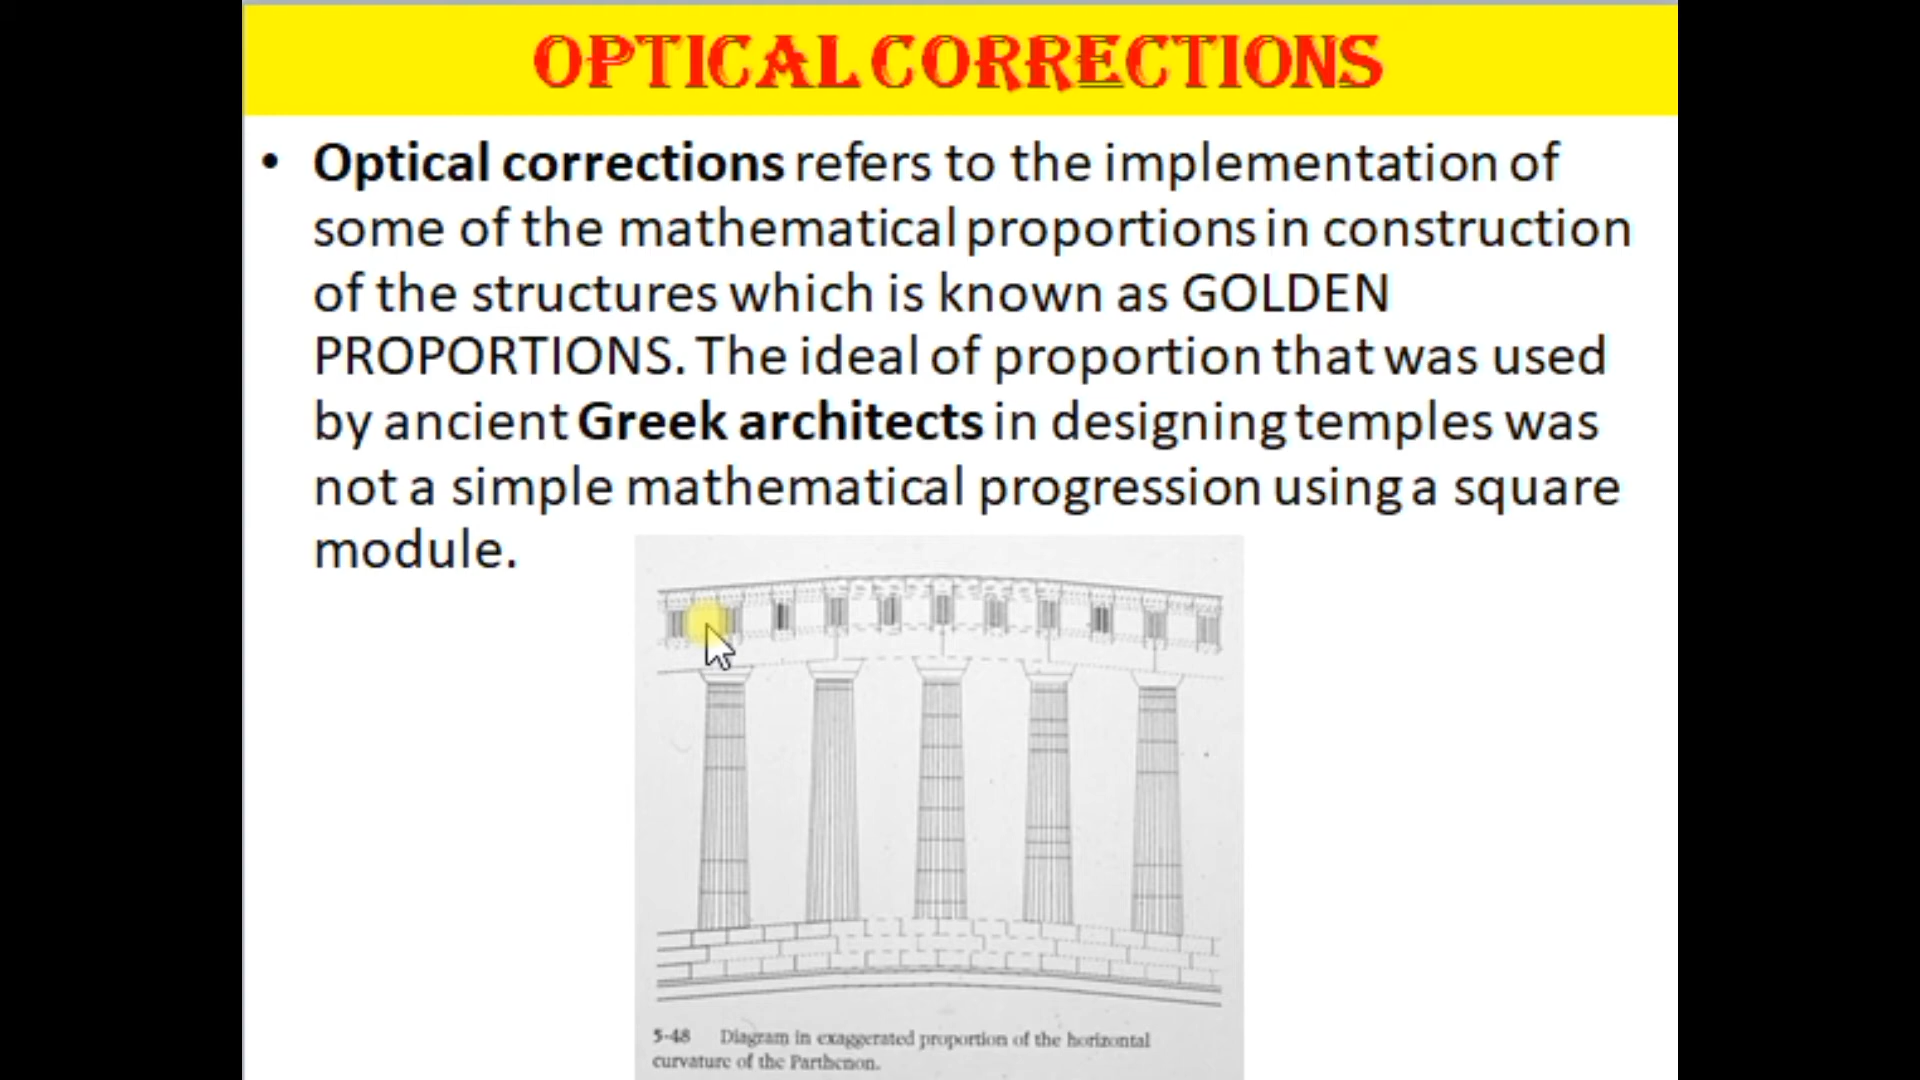 OPTICAL CORRECTIONS
• Optical corrections refers to the implementation of
some of the mathematical proportions in construction
of the structures which is known as GOLDEN
PROPORTIONS. The ideal of proportion that was used
by ancient Greek architects in designing temples was
not a simple mathematical progression using a square
module.
5-48 Diagram in exaggerated proportion of the horizontal
curvature of the Parthenon.